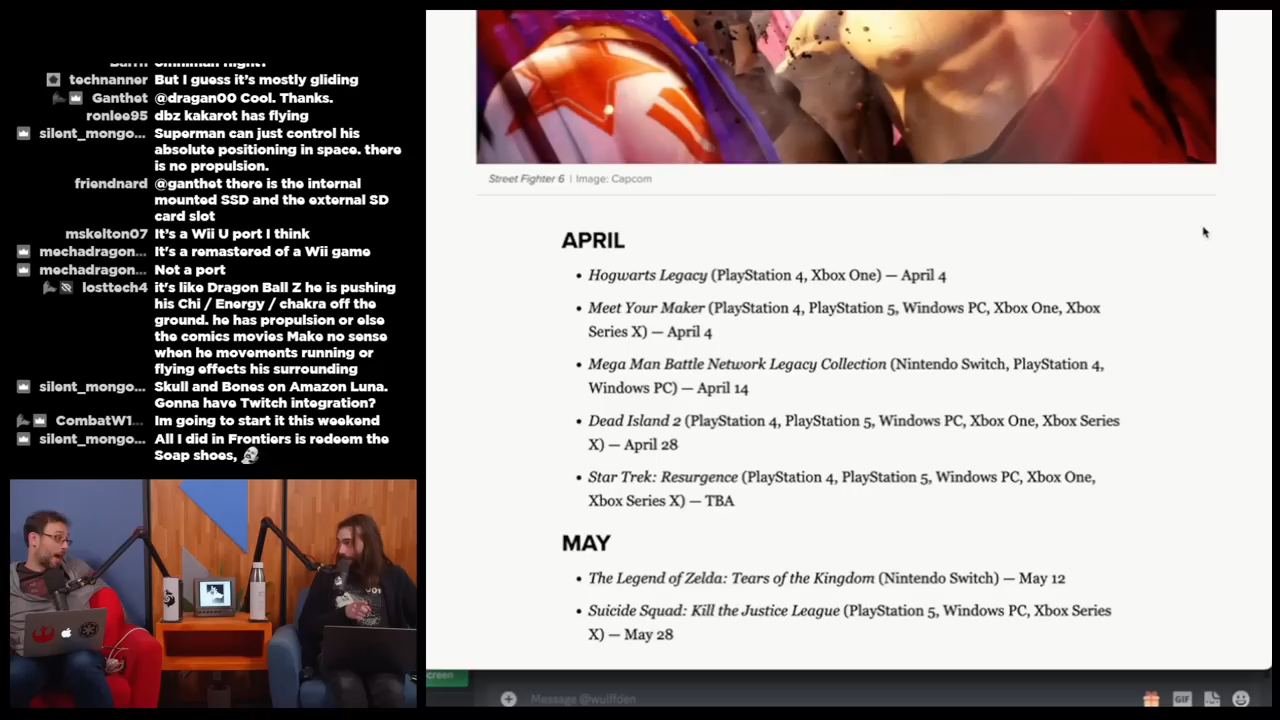 technanner But I guess it's mostly gliding
Ganthet @dragan00 Cool. Thanks.
ronlee95 dbz kakarot has flying
silent_mongo... Superman can just control his
absolute positioning in space. there
is no propulsion.
friendnard @ganthet there is the internal
mounted SSD and the external SD
card slot
mskelton07 It's a Wii U port I think
mechadragon... It's a remastered of a Wii game
mechadragon... Not a port
losttech4 it's like Dragon Ball Z he is pushing
his Chi / Energy / chakra off the
ground. he has propulsion or else
the comics movies Make no sense
when he movements running or
flying effects his surrounding
silent_mongo... Skull and Bones on Amazon Luna.
Gonna have Twitch integration?
CombatW1... Im going to start it this weekend
silent_mongo... All I did in Frontiers is redeem the
Soap shoes,
Street Fighter 6 | Image: Capcom
APRIL
• Hogwarts Legacy (PlayStation 4, Xbox One) — April 4
• Meet Your Maker (PlayStation 4, PlayStation 5, Windows PC, Xbox One, Xbox
Series X) — April 4
• Mega Man Battle Network Legacy Collection (Nintendo Switch, PlayStation 4,
Windows PC) — April 14
• Dead Island 2 (PlayStation 4, PlayStation 5, Windows PC, Xbox One, Xbox Series
X) — April 28
• Star Trek: Resurgence (PlayStation 4, PlayStation 5, Windows PC, Xbox One,
Xbox Series X) — TBA
MAY
• The Legend of Zelda: Tears of the Kingdom (Nintendo Switch) — May 12
• Suicide Squad: Kill the Justice League (PlayStation 5, Windows PC, Xbox Series
X) — May 28
Message @wulffden
GIF